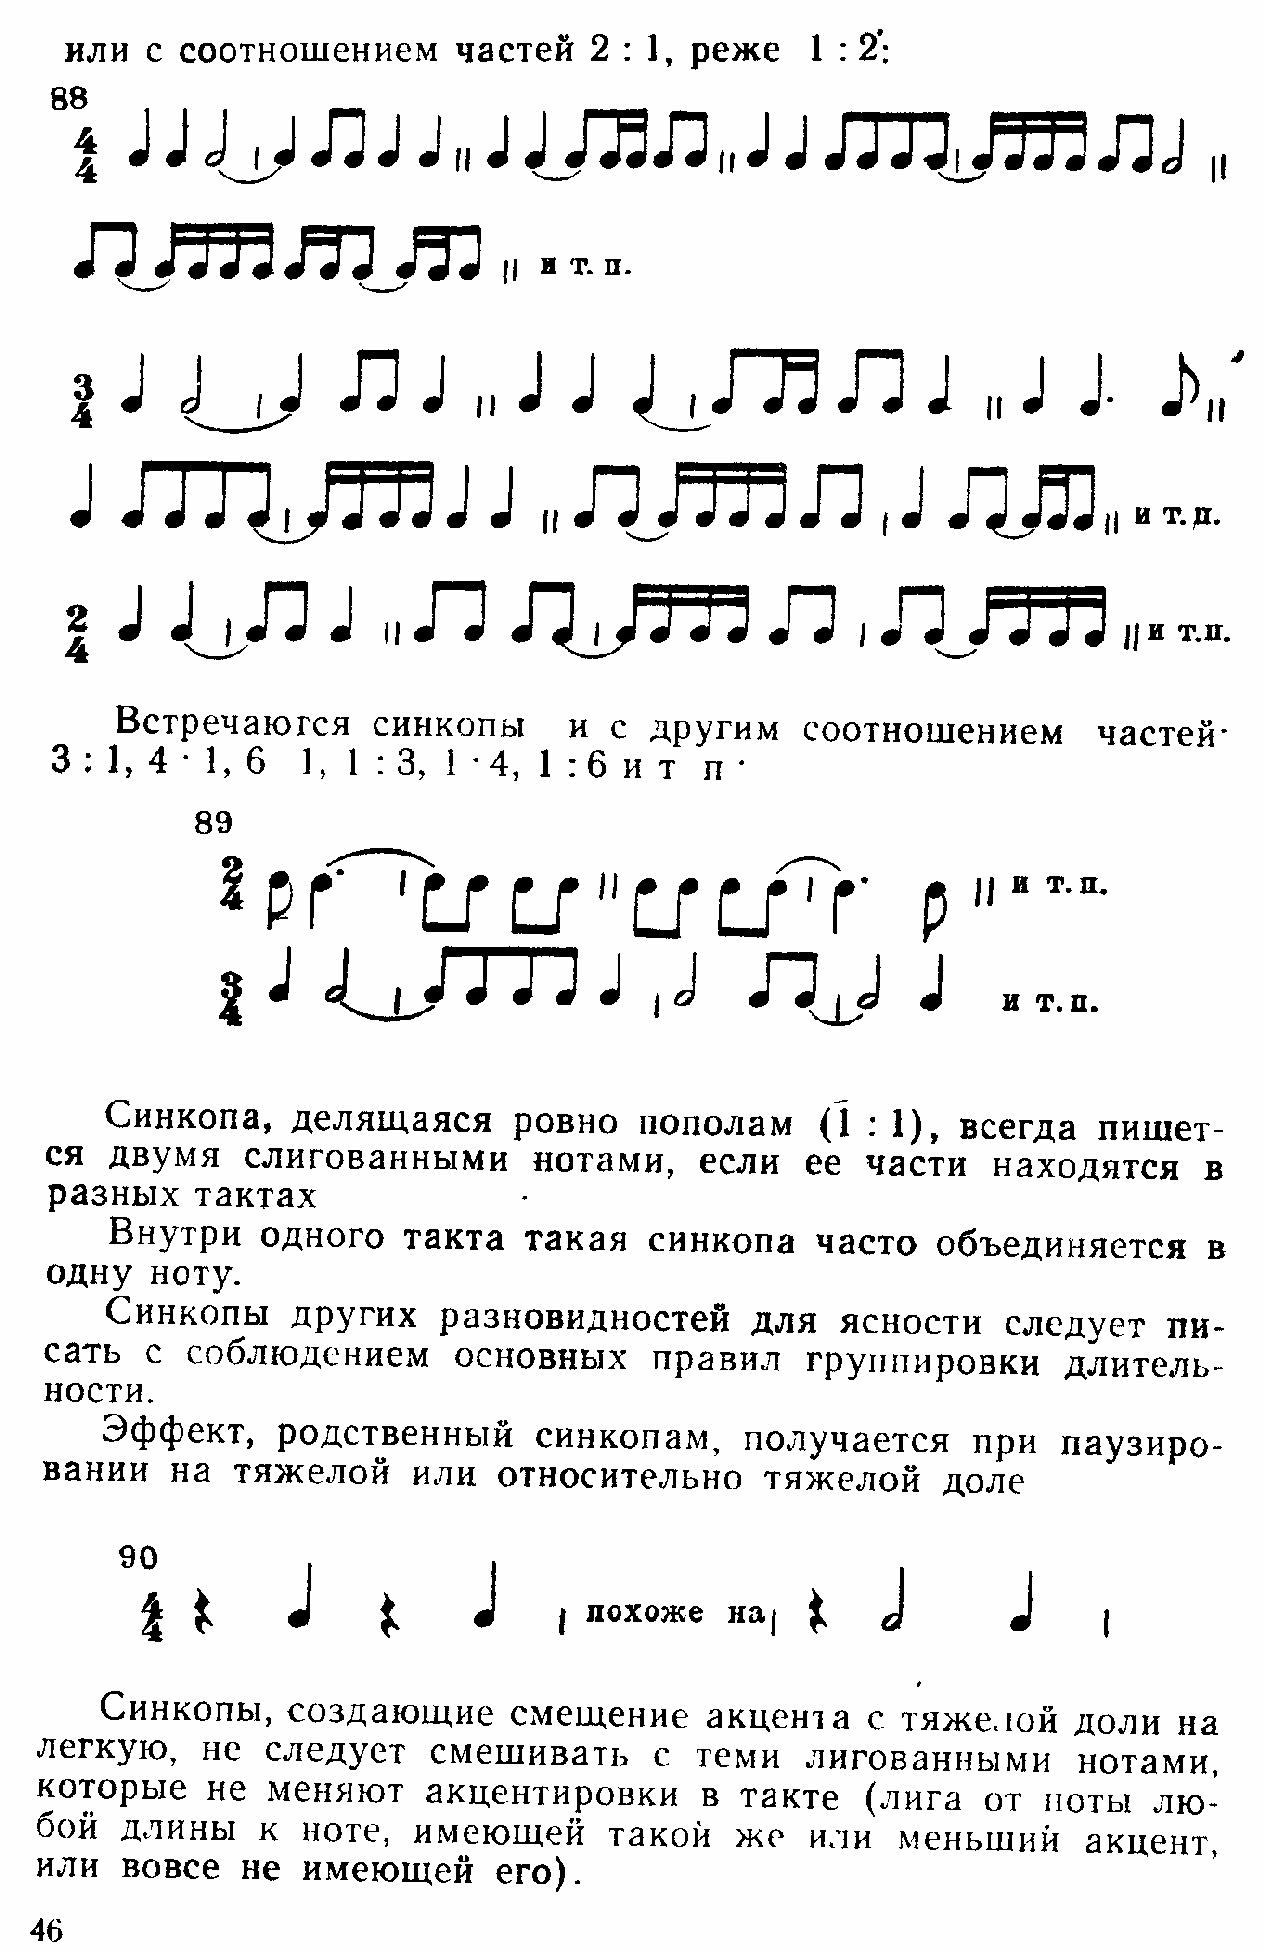 или с соотношением частей 2 : 1, реже 1 : 2:
88
4
4
и т. п.
3
4
и т.п.
2
4
и т.п.
Встречаются синкопы и с другим соотношением частей·
3 : 1, 4 · 1, 6 1, 1 : 3, 1 · 4, 1 : 6 и т п ·
89
2
4
и т. п.
3
4
и т. п.
Синкопа, делящаяся ровно пополам (1 : 1), всегда пишет-
ся двумя слигованными нотами, если ее части находятся в
разных тактах
Внутри одного такта такая синкопа часто объединяется в
одну ноту.
Синкопы других разновидностей для ясности следует пи-
сать с соблюдением основных правил группировки длитель-
ности.
Эффект, родственный синкопам, получается при паузиро-
вании на тяжелой или относительно тяжелой доле
90
4
4
похоже на
Синкопы, создающие смещение акцента с тяжелой доли на
легкую, не следует смешивать с теми лигованными нотами,
которые не меняют акцентировки в такте (лига от ноты лю-
бой длины к ноте, имеющей такой же или меньший акцент,
или вовсе не имеющей его).
46